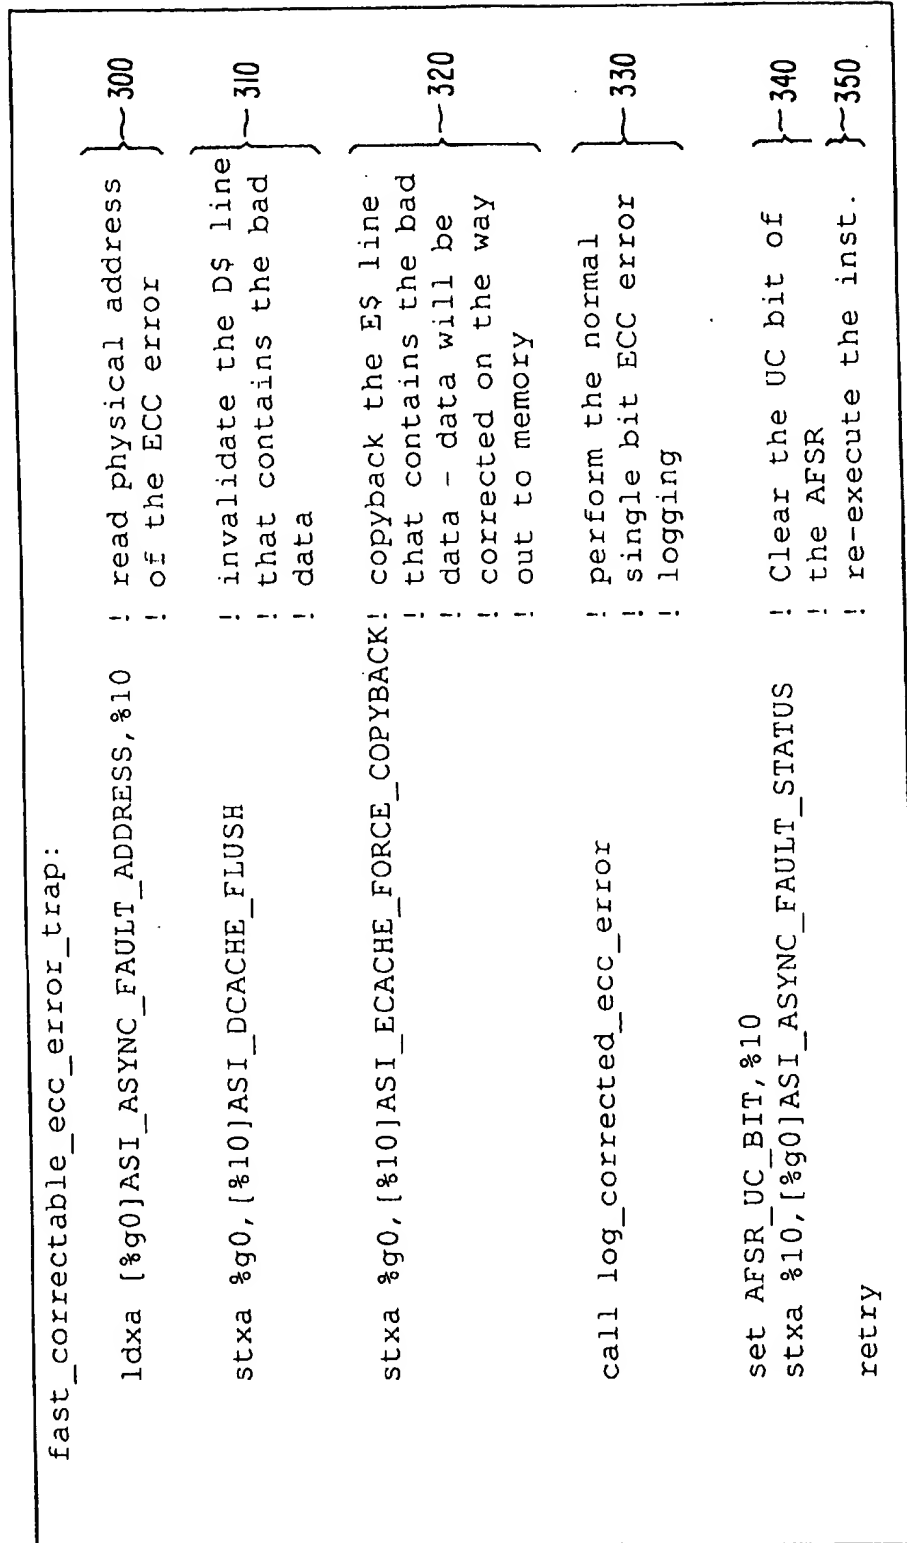 fast_correctable_ecc_error_trap:
ldxa [%g0]ASI_ASYNC_FAULT_ADDRESS,%l0 ! read physical address 300
! of the ECC error
stxa %g0,[%l0]ASI_DCACHE_FLUSH ! invalidate the D$ line 310
! that contains the bad
! data
stxa %g0,[%l0]ASI_ECACHE_FORCE_COPYBACK! copyback the E$ line
! that contains the bad
! data - data will be 320
! corrected on the way
! out to memory
call log_corrected_ecc_error ! perform the normal
! single bit ECC error 330
! logging
set AFSR_UC_BIT,%l0
stxa %l0,[%g0]ASI_ASYNC_FAULT_STATUS ! Clear the UC bit of 340
! the AFSR
retry ! re-execute the inst. 350